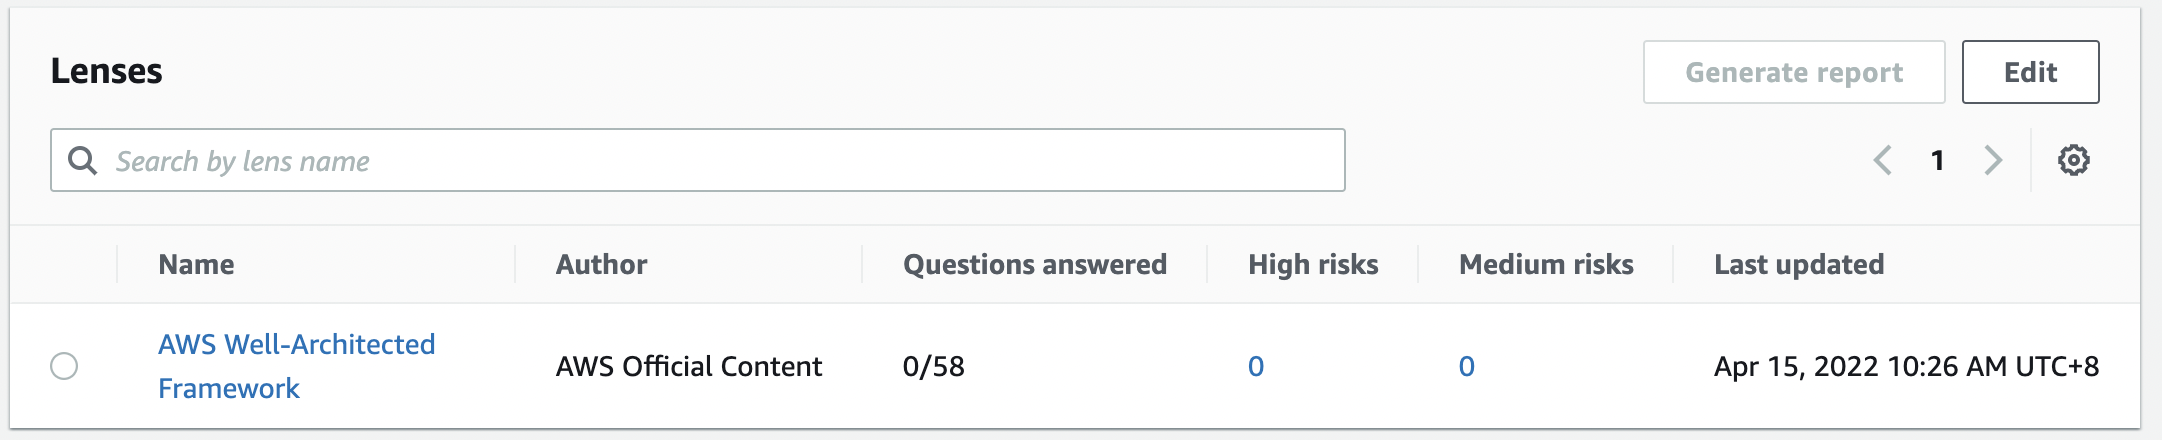 Lenses
Generate report
Edit
Search by lens name
1
Name Author Questions answered High risks Medium risks Last updated
AWS Well-Architected
Framework
AWS Official Content 0/58 0 0 Apr 15, 2022 10:26 AM UTC+8